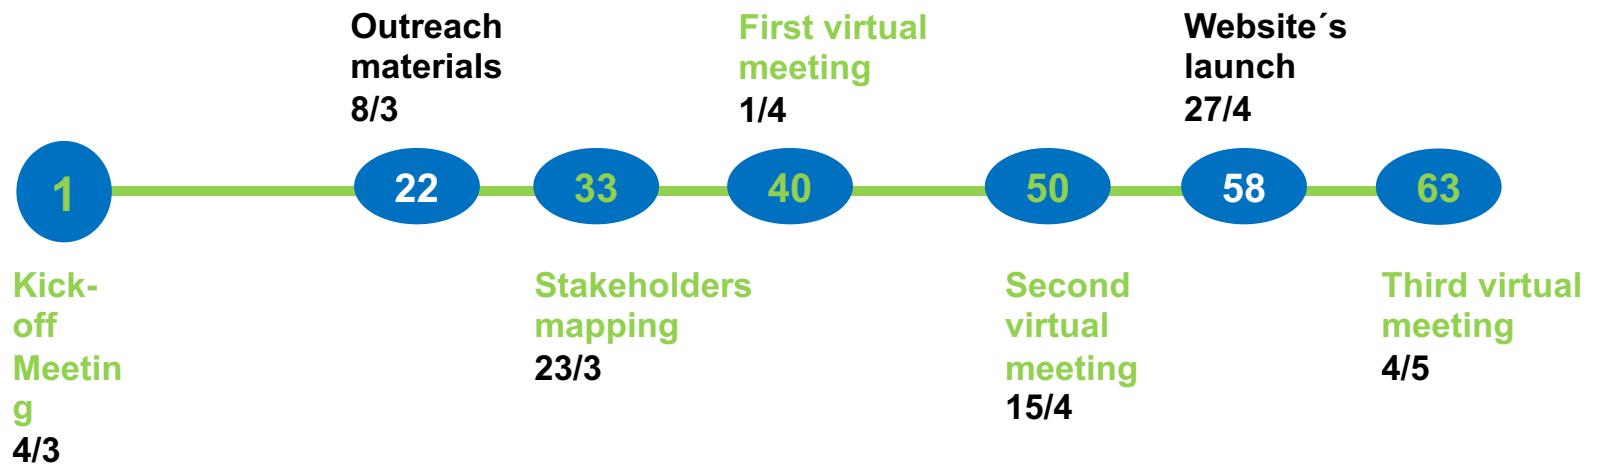 Outreach
materials
8/3
First virtual
meeting
1/4
Website´s
launch
27/4
1
22
33
40
50
58
63
Kick-
off
Meetin
g
4/3
Stakeholders
mapping
23/3
Second
virtual
meeting
15/4
Third virtual
meeting
4/5